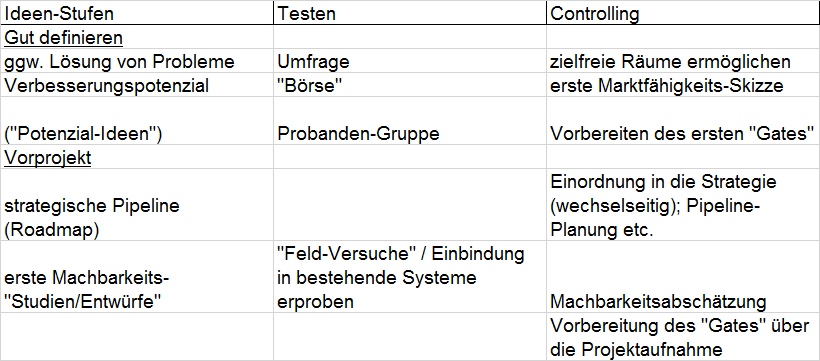 Ideen-Stufen Testen Controlling
Gut definieren
ggw. Lösung von Probleme Umfrage zielfreie Räume ermöglichen
Verbesserungspotenzial "Börse" erste Marktfähigkeits-Skizze
("Potenzial-Ideen") Probanden-Gruppe Vorbereiten des ersten "Gates"
Vorprojekt
strategische Pipeline
(Roadmap)
Einordnung in die Strategie
(wechselseitig); Pipeline-
Planung etc.
erste Machbarkeits-
"Studien/Entwürfe"
"Feld-Versuche" / Einbindung
in bestehende Systeme
erproben
Machbarkeitsabschätzung
Vorbereitung des "Gates" über
die Projektaufnahme